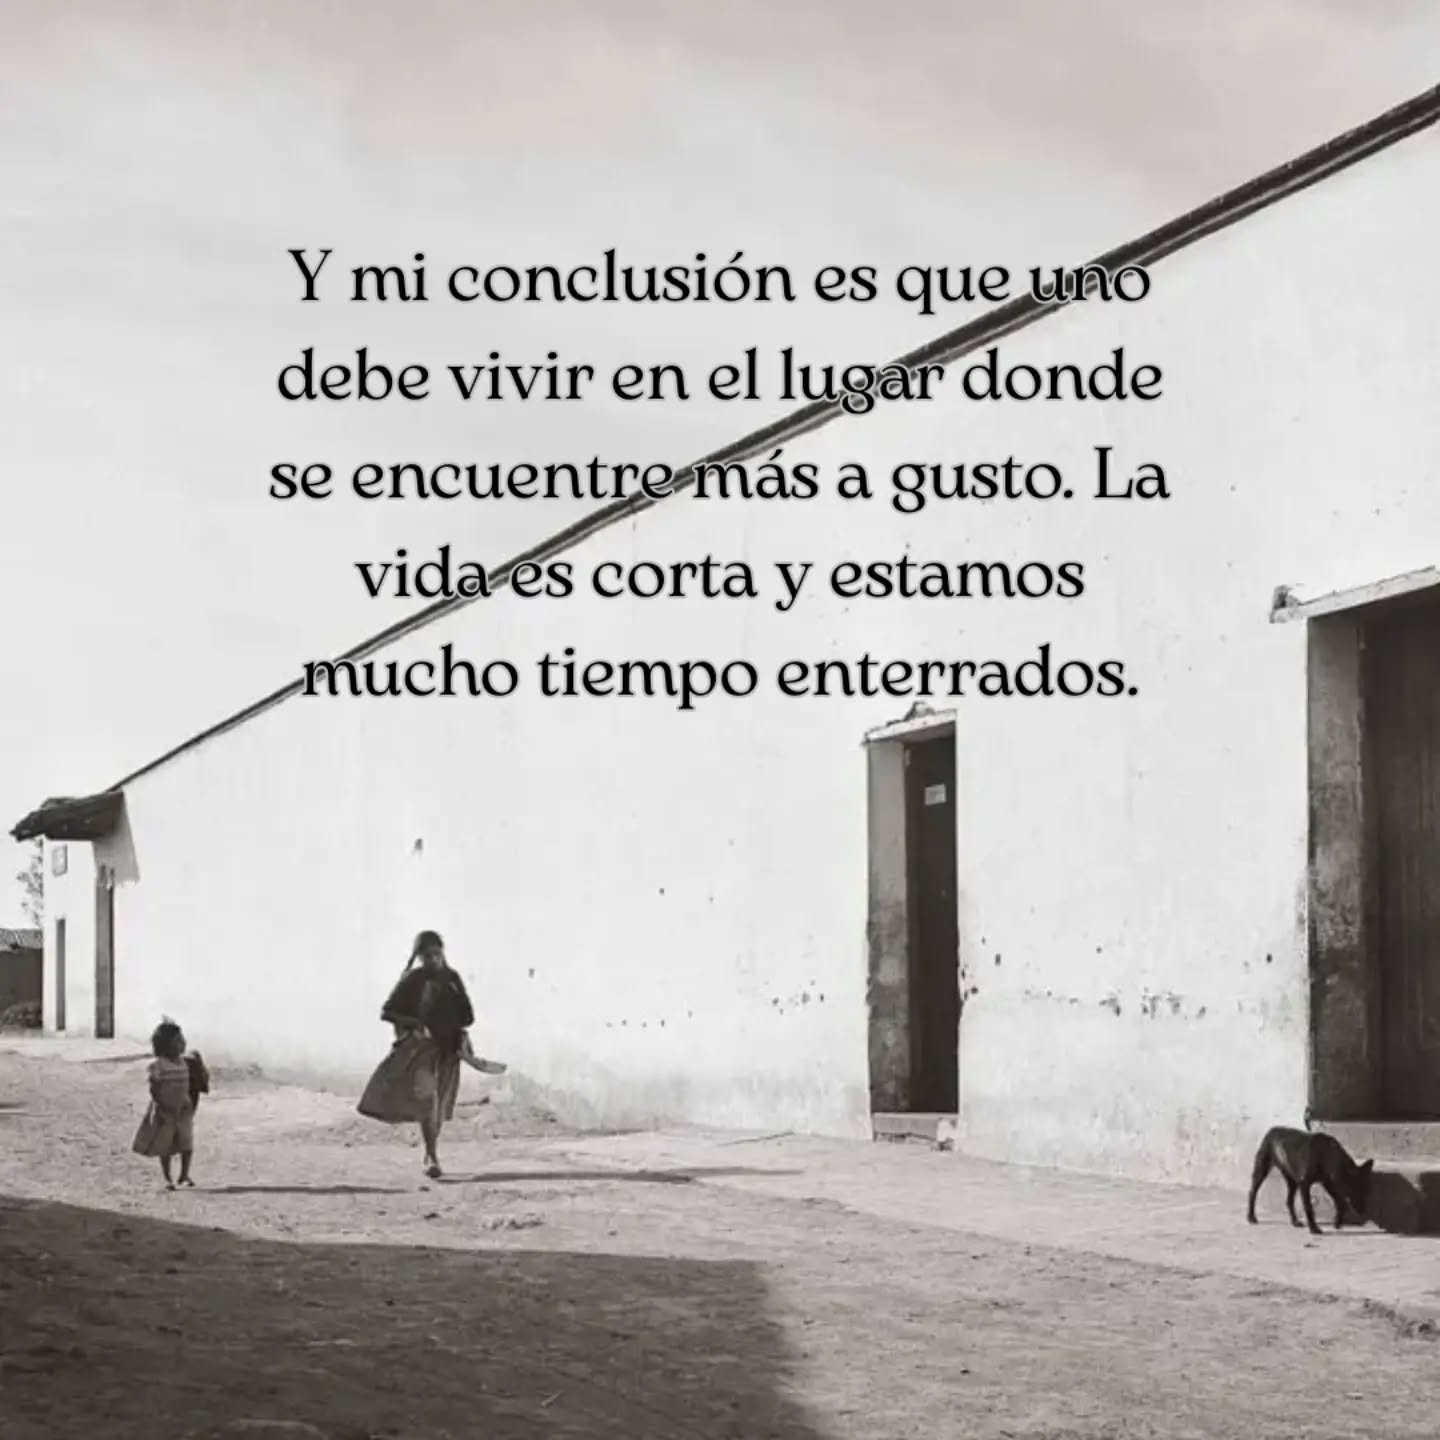 Y mi conclusión es que uno
debe vivir en el lugar donde
se encuentre más a gusto. La
vida es corta y estamos
mucho tiempo enterrados.